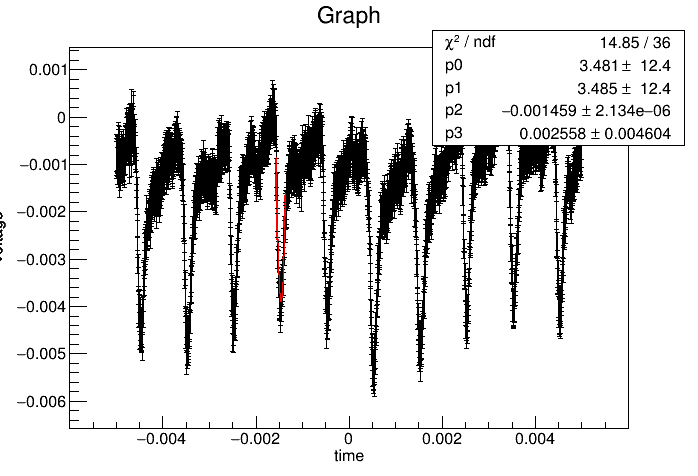 Graph
χ² / ndf 14.85 / 36
p0 3.481 ± 12.4
p1 3.485 ± 12.4
p2 −0.001459 ± 2.134e−06
p3 0.002558 ± 0.004604
0.001
0
−0.001
−0.002
−0.003
−0.004
−0.005
−0.006
−0.004 −0.002 0 0.002 0.004
time